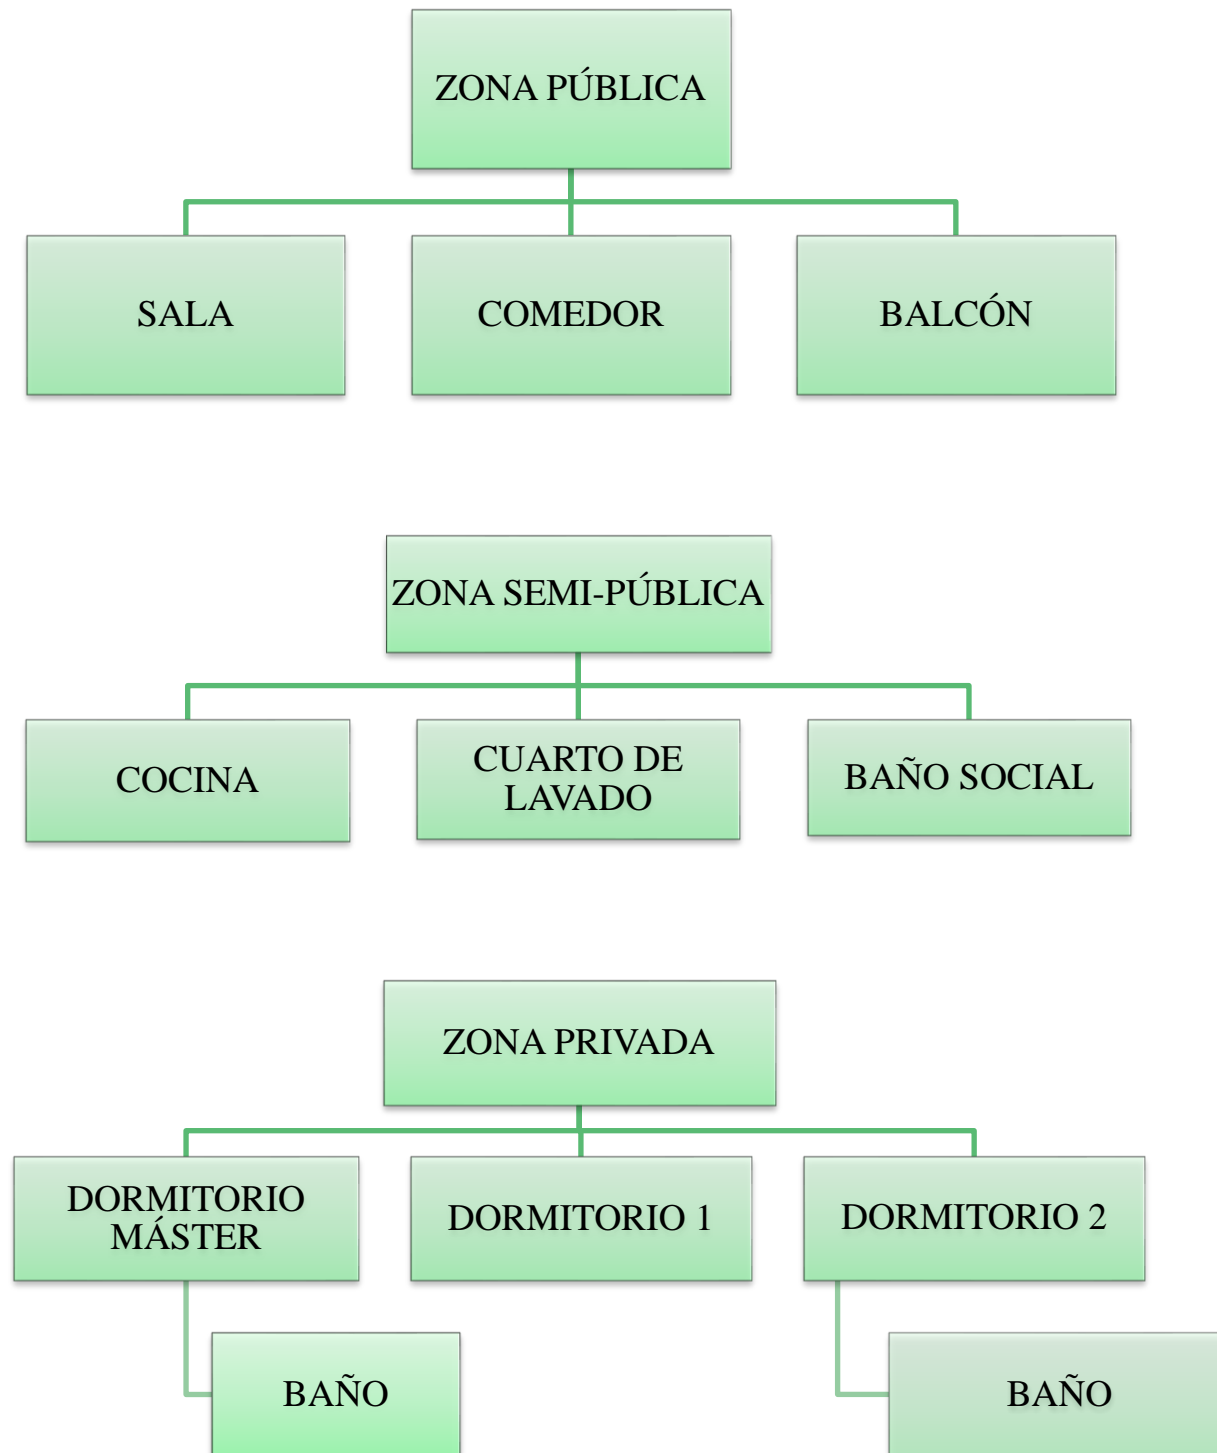 ZONA PÚBLICA
SALA
COMEDOR
BALCÓN
ZONA SEMI-PÚBLICA
COCINA
CUARTO DE
LAVADO
BAÑO SOCIAL
ZONA PRIVADA
DORMITORIO
MÁSTER
DORMITORIO 1
DORMITORIO 2
BAÑO
BAÑO